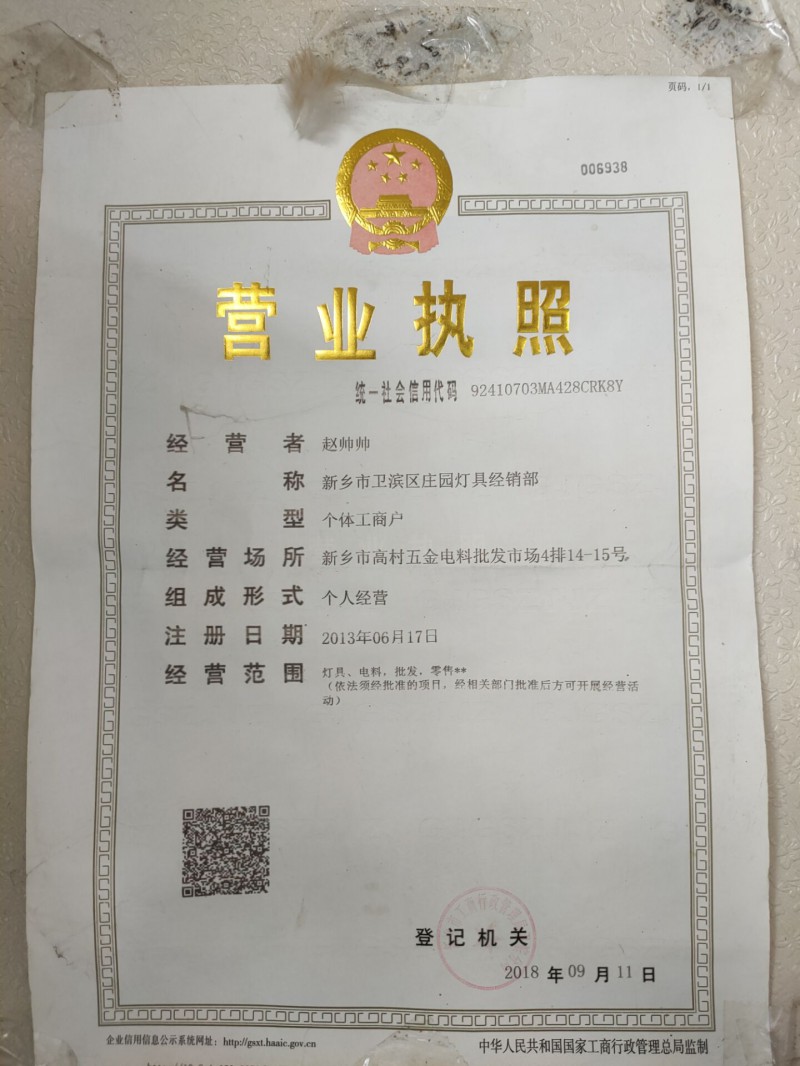 页码：1/1
006938
营业执照
统一社会信用代码 92410703MA428CRK8Y
经营者 赵帅帅
名称 新乡市卫滨区庄园灯具经销部
类型 个体工商户
经营场所 新乡市高村五金电料批发市场4排14-15号
组成形式 个人经营
注册日期 2013年06月17日
经营范围 灯具、电料，批发，零售**
（依法须经批准的项目，经相关部门批准后方可开展经营活
动）
登记机关
2018 年 09 月 11 日
企业信用信息公示系统网址：http://gsxt.haaic.gov.cn
中华人民共和国国家工商行政管理总局监制